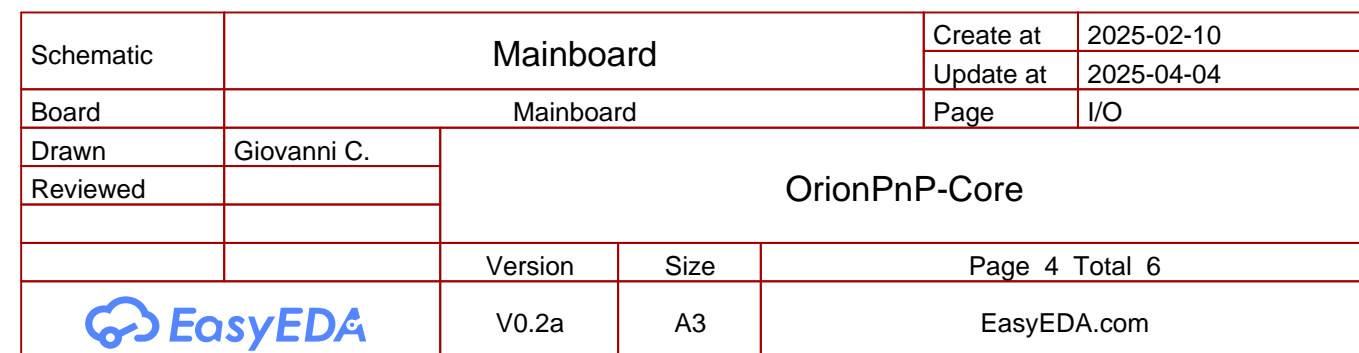 Schematic Mainboard Create at 2025-02-10
Update at 2025-04-04
Board Mainboard Page I/O
Drawn Giovanni C.
Reviewed OrionPnP-Core
Version Size Page 4 Total 6
EasyEDA V0.2a A3 EasyEDA.com